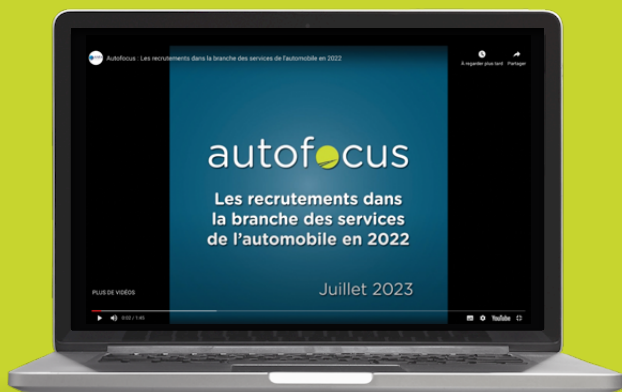 Autofocus : Les recrutements dans la branche des services de l'automobile en 2022
À regarder plus tard
Partager
autofocus
Les recrutements dans
la branche des services
de l'automobile en 2022
Juillet 2023
PLUS DE VIDÉOS
0:02 / 1:45
YouTube